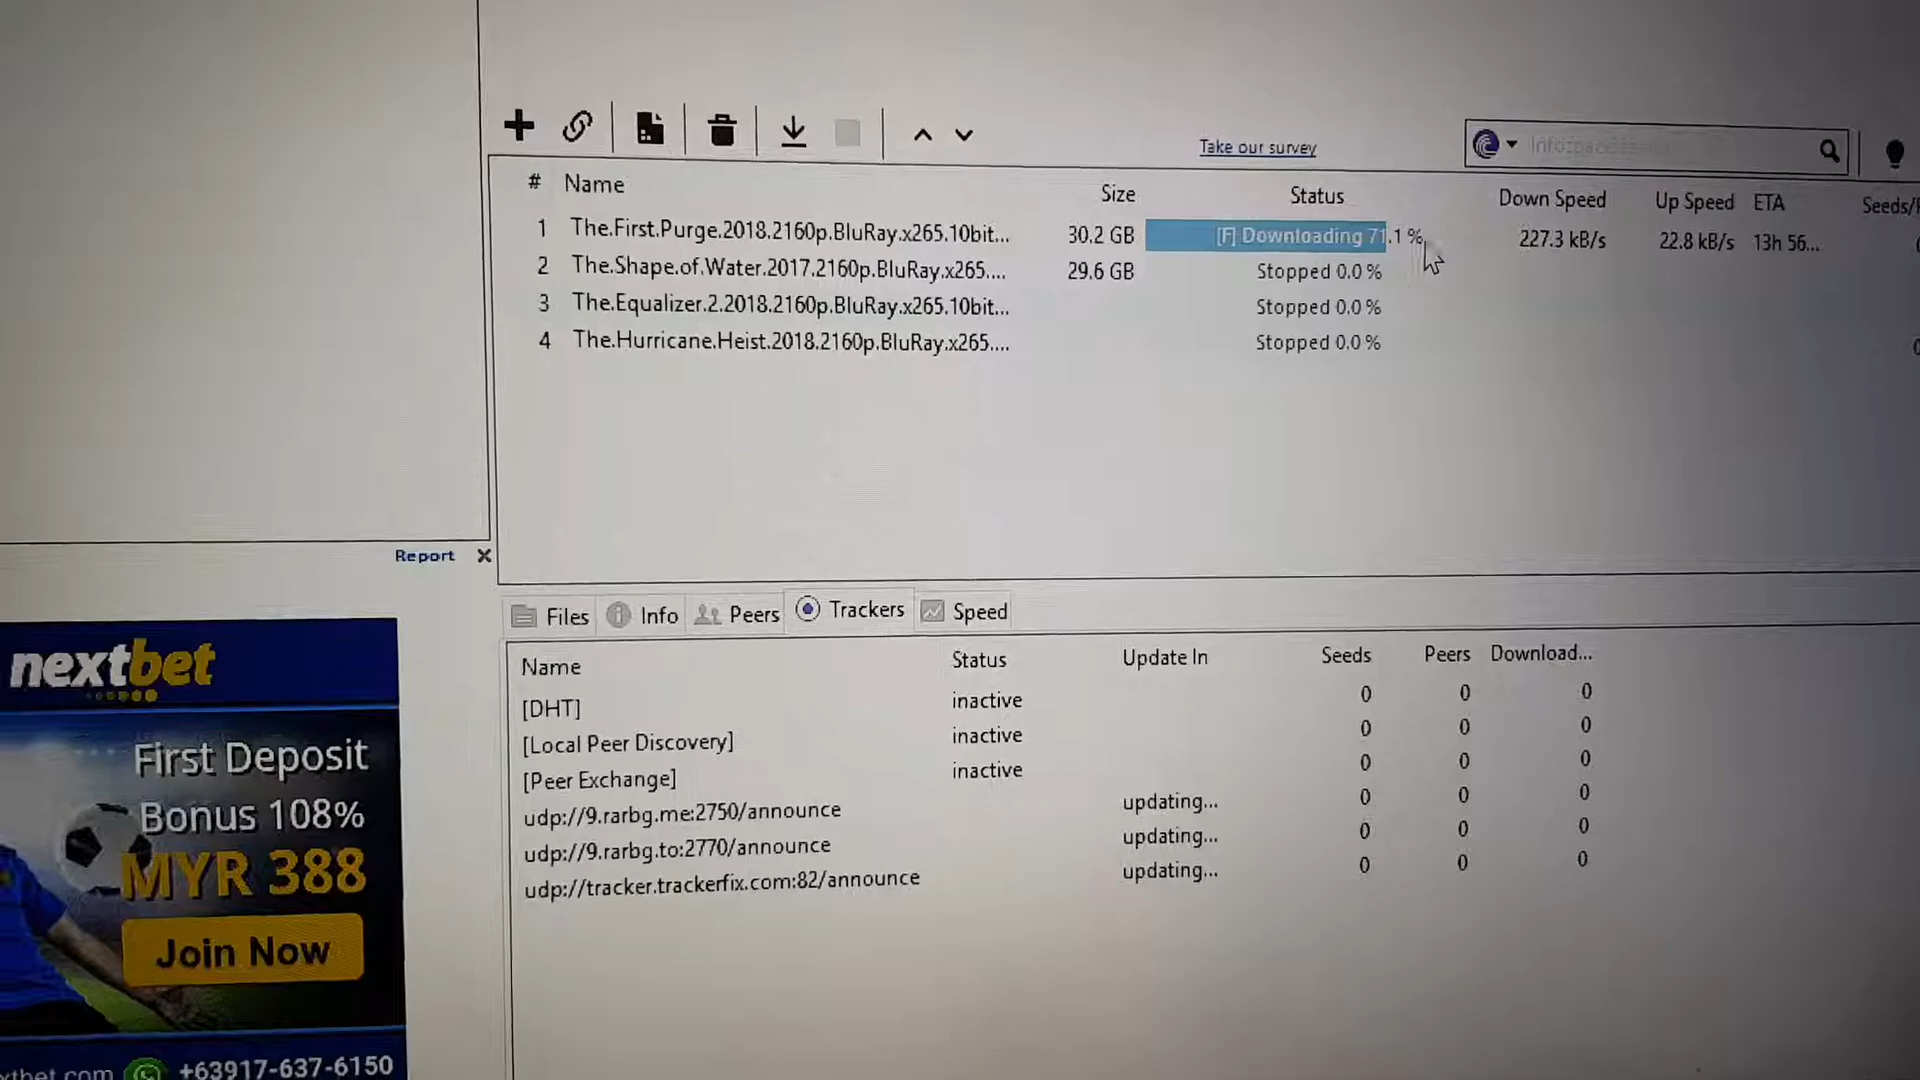 Take our survey
# Name Size Status Down Speed Up Speed ETA Seeds/
1 The.First.Purge.2018.2160p.BluRay.x265.10bit... 30.2 GB [F] Downloading 71.1 % 227.3 kB/s 22.8 kB/s 13h 56...
2 The.Shape.of.Water.2017.2160p.BluRay.x265.... 29.6 GB Stopped 0.0 %
3 The.Equalizer.2.2018.2160p.BluRay.x265.10bit... Stopped 0.0 %
4 The.Hurricane.Heist.2018.2160p.BluRay.x265.... Stopped 0.0 %
Report
Files Info Peers Trackers Speed
Name Status Update In Seeds Peers Download...
[DHT] inactive 0 0 0
[Local Peer Discovery] inactive 0 0 0
[Peer Exchange] inactive 0 0 0
udp://9.rarbg.me:2750/announce updating... 0 0 0
udp://9.rarbg.to:2770/announce updating... 0 0 0
udp://tracker.trackerfix.com:82/announce updating... 0 0 0
nextbet
First Deposit
Bonus 108%
MYR 388
Join Now
xtbet.com +63917-637-6150